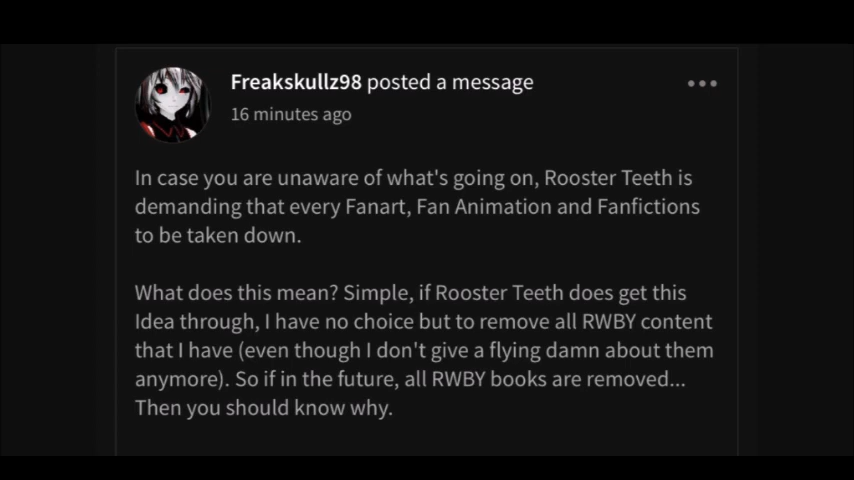 Freakskullz98 posted a message
16 minutes ago
In case you are unaware of what's going on, Rooster Teeth is
demanding that every Fanart, Fan Animation and Fanfictions
to be taken down.
What does this mean? Simple, if Rooster Teeth does get this
Idea through, I have no choice but to remove all RWBY content
that I have (even though I don't give a flying damn about them
anymore). So if in the future, all RWBY books are removed...
Then you should know why.